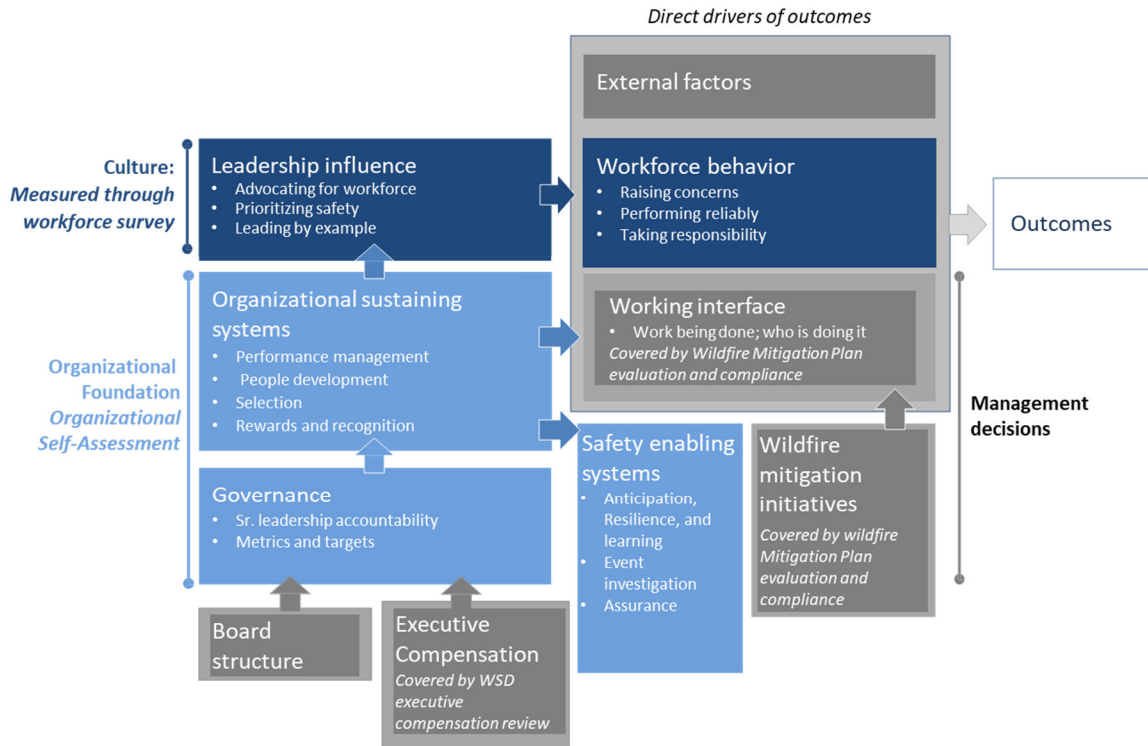 Direct drivers of outcomes
External factors
Culture:
Measured through
workforce survey
Leadership influence
• Advocating for workforce
• Prioritizing safety
• Leading by example
Workforce behavior
• Raising concerns
• Performing reliably
• Taking responsibility
Outcomes
Organizational
Foundation
Organizational
Self-Assessment
Organizational sustaining
systems
• Performance management
• People development
• Selection
• Rewards and recognition
Working interface
• Work being done; who is doing it
Covered by Wildfire Mitigation Plan
evaluation and compliance
Management
decisions
Governance
• Sr. leadership accountability
• Metrics and targets
Safety enabling
systems
• Anticipation,
Resilience, and
learning
• Event
investigation
• Assurance
Wildfire
mitigation
initiatives
Covered by wildfire
Mitigation Plan
evaluation and
compliance
Board
structure
Executive
Compensation
Covered by WSD
executive
compensation review